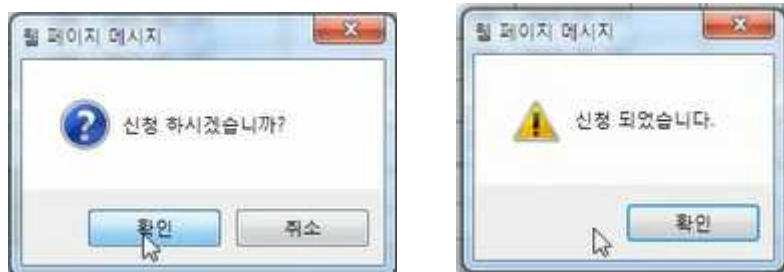 웹 페이지 메시지
신청 하시겠습니까?
확인
취소
웹 페이지 메시지
신청 되었습니다.
확인